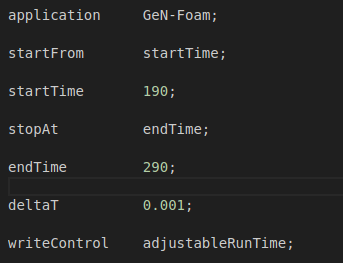 application     GeN-Foam;
startFrom       startTime;
startTime       190;
stopAt          endTime;
endTime         290;
deltaT          0.001;
writeControl    adjustableRunTime;